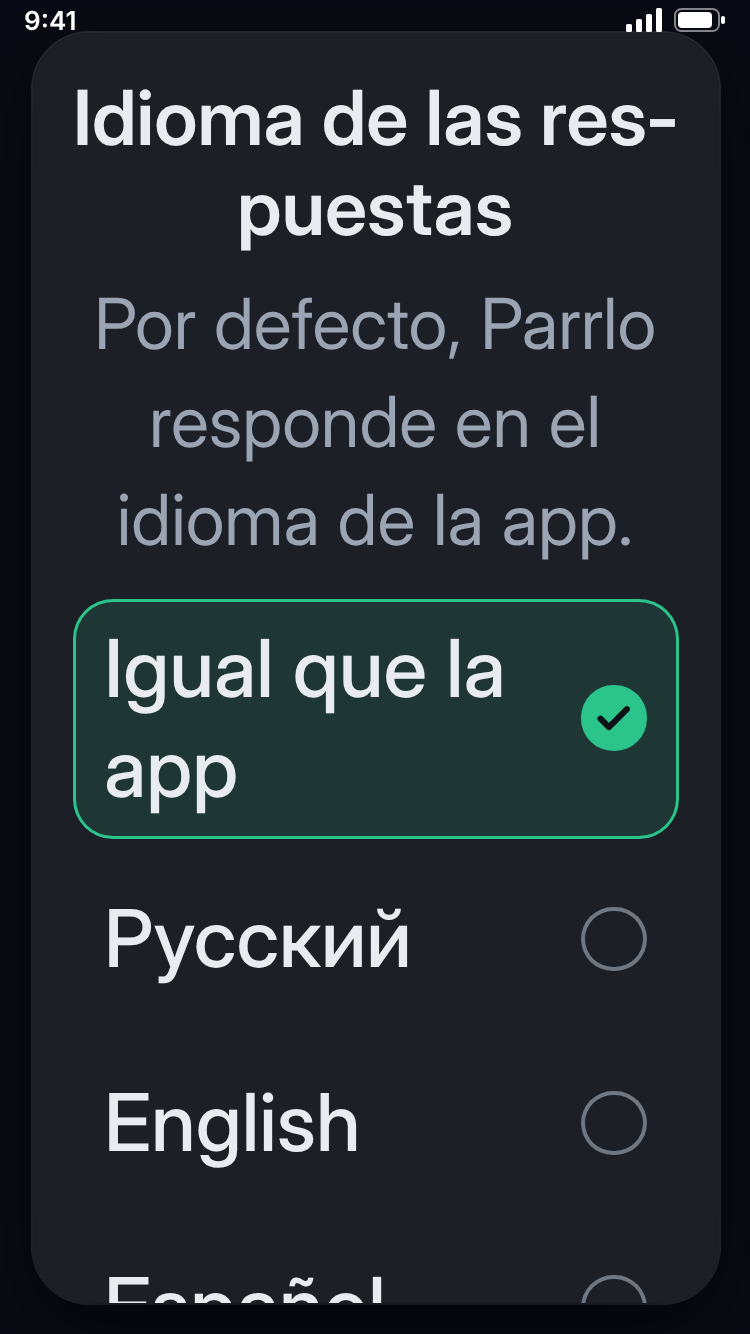 9:41
Idioma de las res-
puestas
Por defecto, Parrlo
responde en el
idioma de la app.
Igual que la
app
Русский
English
Español